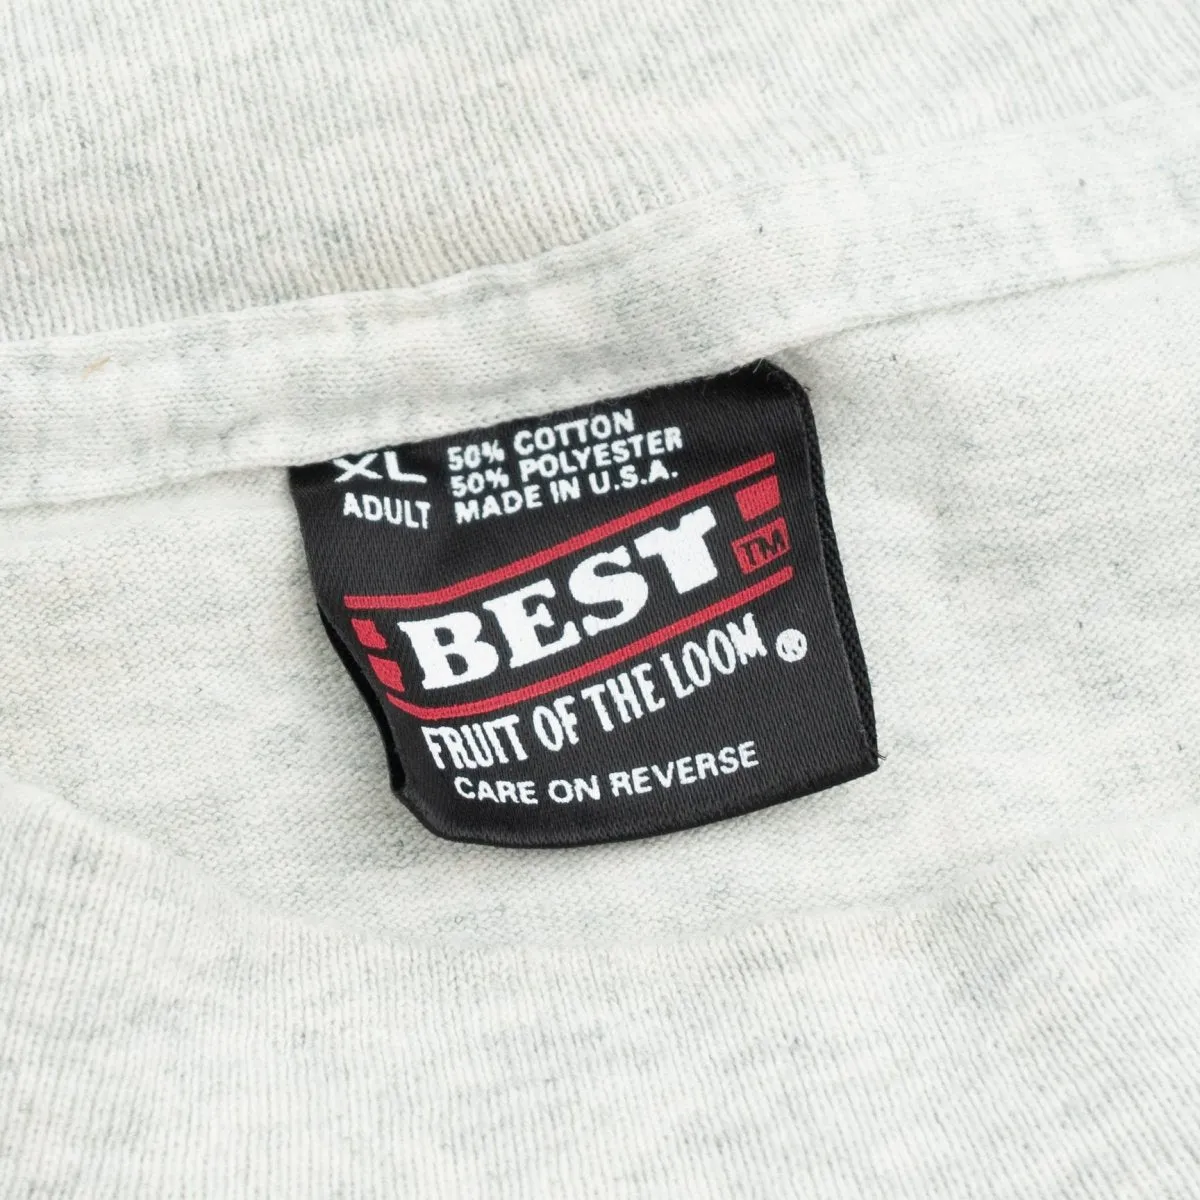 XL
ADULT
50% COTTON
50% POLYESTER
MADE IN U.S.A.
BEST TM
FRUIT OF THE LOOM ®
CARE ON REVERSE